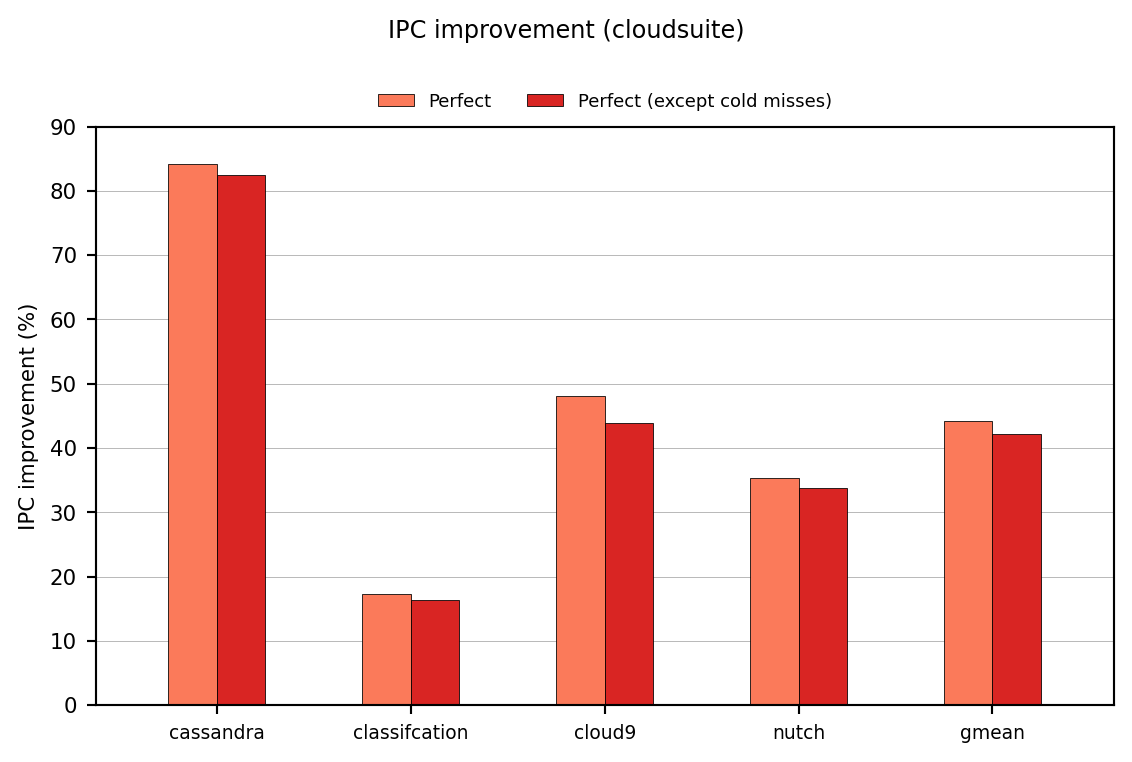 IPC improvement (cloudsuite)
Perfect
Perfect (except cold misses)
IPC improvement (%)
90
80
70
60
50
40
30
20
10
0
cassandra
classifcation
cloud9
nutch
gmean